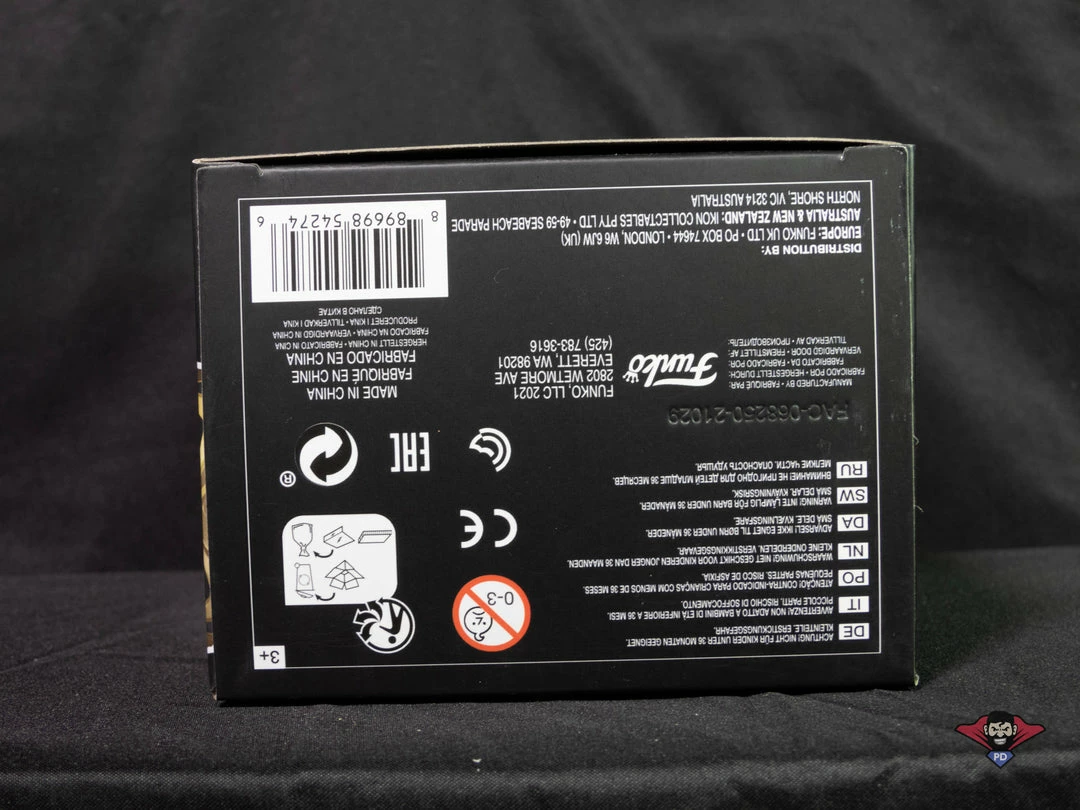 DE
ACHTUNG! NICHT FÜR KINDER UNTER 36 MONATEN GEEIGNET.
KLEINTEILE. ERSTICKUNGSGEFAHR.
IT
AVVERTENZA! NON ADATTO A BAMBINI DI ETÀ INFERIORE A 36 MESI.
PICCOLE PARTI. RISCHIO DI SOFFOCAMENTO.
PO
ATENÇÃO. CONTRA-INDICADO PARA CRIANÇAS COM MENOS DE 36 MESES.
PEQUENAS PARTES. RISCO DE ASFIXIA.
NL
WAARSCHUWING! NIET GESCHIKT VOOR KINDEREN JONGER DAN 36 MAANDEN.
KLEINE ONDERDELEN. VERSTIKKINGSGEVAAR.
DA
ADVARSEL! IKKE EGNET TIL BØRN UNDER 36 MÅNEDER.
SMÅ DELE. KVÆLNINGSFARE.
SW
VARNING! INTE LÄMPLIG FÖR BARN UNDER 36 MÅNADER.
SMÅ DELAR. KVÄVNINGSRISK.
RU
ВНИМАНИЕ! НЕ ПРИГОДНО ДЛЯ ДЕТЕЙ МЛАДШЕ 36 МЕСЯЦЕВ.
МЕЛКИЕ ЧАСТИ. ОПАСНОСТЬ УДУШЬЯ.
3+
0-3
CE
EAC
®
FAC-068250-21029
MANUFACTURED BY • FABRIQUÉ PAR:
FABRICADO POR • HERGESTELLT DURCH:
FABBRICATO DA • FABRICADO POR:
VERVAARDIGD DOOR • FREMSTILLET AF:
TILLVERKAD AV • ПРОИЗВОДИТЕЛЬ:
Funko
FUNKO, LLC 2021
2802 WETMORE AVE
EVERETT, WA 98201
(425) 783-3616
MADE IN CHINA
FABRIQUÉ EN CHINE
FABRICADO EN CHINA
HERGESTELLT IN CHINA • FABBRICATO IN CHINA
FABRICADO NA CHINA • VERVAARDIGD IN CHINA
PRODUCERET I KINA • TILLVERKAD I KINA
СДЕЛАНО В КИТАЕ
DISTRIBUTION BY:
EUROPE: FUNKO UK LTD • PO BOX 74644 • LONDON, W6 6JW (UK)
AUSTRALIA & NEW ZEALAND: IKON COLLECTABLES PTY LTD • 49-59 SEABEACH PARADE
NORTH SHORE, VIC 3214 AUSTRALIA
8 89698 54274 9
PD